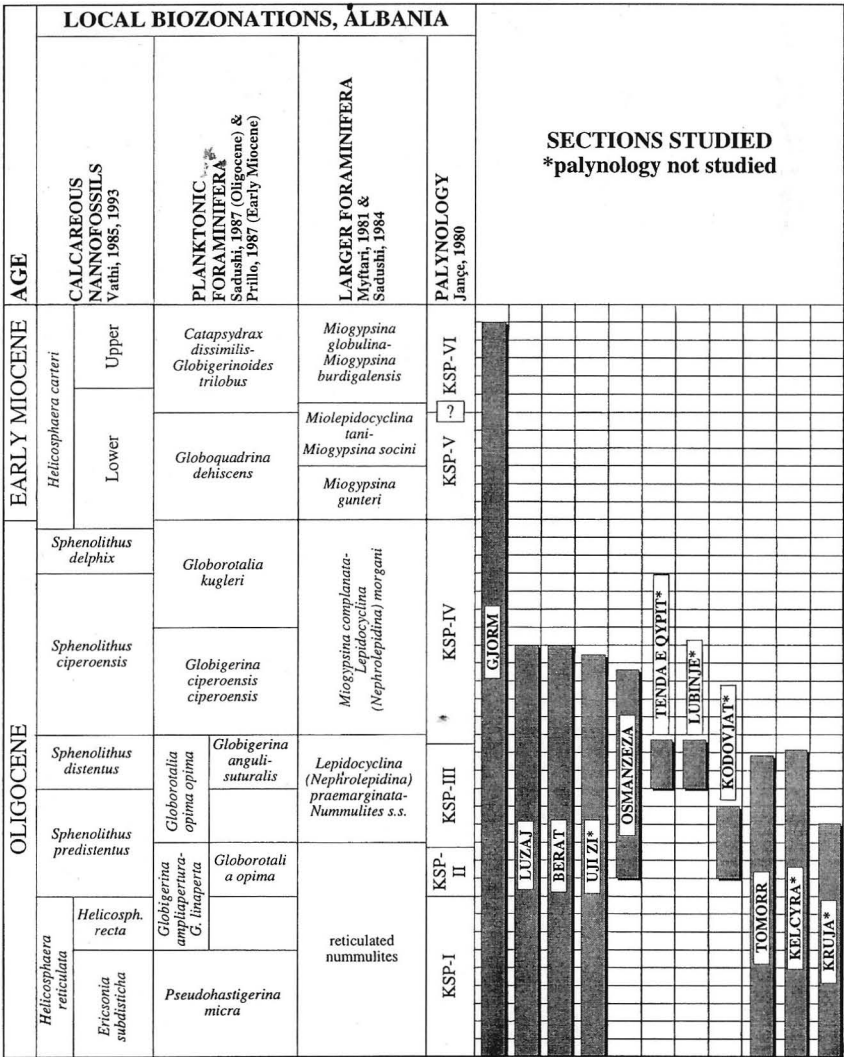 LOCAL BIOZONATIONS, ALBANIA
AGE
CALCAREOUS
NANNOFOSSILS
Vathi, 1985, 1993
PLANKTONIC
FORAMINIFERA
Sadushi, 1987 (Oligocene) &
Prillo, 1987 (Early Miocene)
LARGER FORAMINIFERA
Myftari, 1981 &
Sadushi, 1984
PALYNOLOGY
Jançe, 1980
SECTIONS STUDIED
*palynology not studied
EARLY MIOCENE
Helicosphaera carteri
Upper
Lower
Catapsydrax
dissimilis-
Globigerinoides
trilobus
Globoquadrina
dehiscens
Miogypsina
globulina-
Miogypsina
burdigalensis
Miolepidocyclina
tani-
Miogypsina socini
Miogypsina
gunteri
KSP-VI
?
KSP-V
OLIGOCENE
Sphenolithus
delphix
Sphenolithus
ciperoensis
Sphenolithus
distentus
Sphenolithus
predistentus
Helicosphaera
reticulata
Helicosph.
recta
Ericsonia
subdisticha
Globorotalia
kugleri
Globigerina
ciperoensis
ciperoensis
Globorotalia
opima opima
Globigerina
anguli-
suturalis
Globigerina
ampliapertura-
G. linaperta
Globorotali
a opima
Pseudohastigerina
micra
Miogypsina complanata-
Lepidocyclina
(Nephrolepidina) morgani
Lepidocyclina
(Nephrolepidina)
praemarginata-
Nummulites s.s.
reticulated
nummulites
KSP-IV
KSP-III
KSP-
II
KSP-I
GJORM
LUZAJ
BERAT
UJI ZI*
OSMANZEZA
TENDA E QYPIT*
LUBINJE*
KODOVJAT*
TOMORR
KELCYRA*
KRUJA*